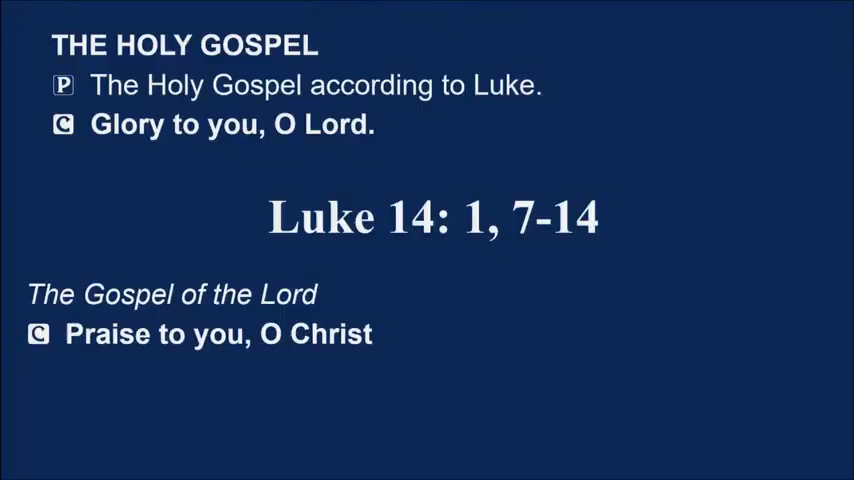 THE HOLY GOSPEL
P The Holy Gospel according to Luke.
C Glory to you, O Lord.
Luke 14: 1, 7-14
The Gospel of the Lord
C Praise to you, O Christ